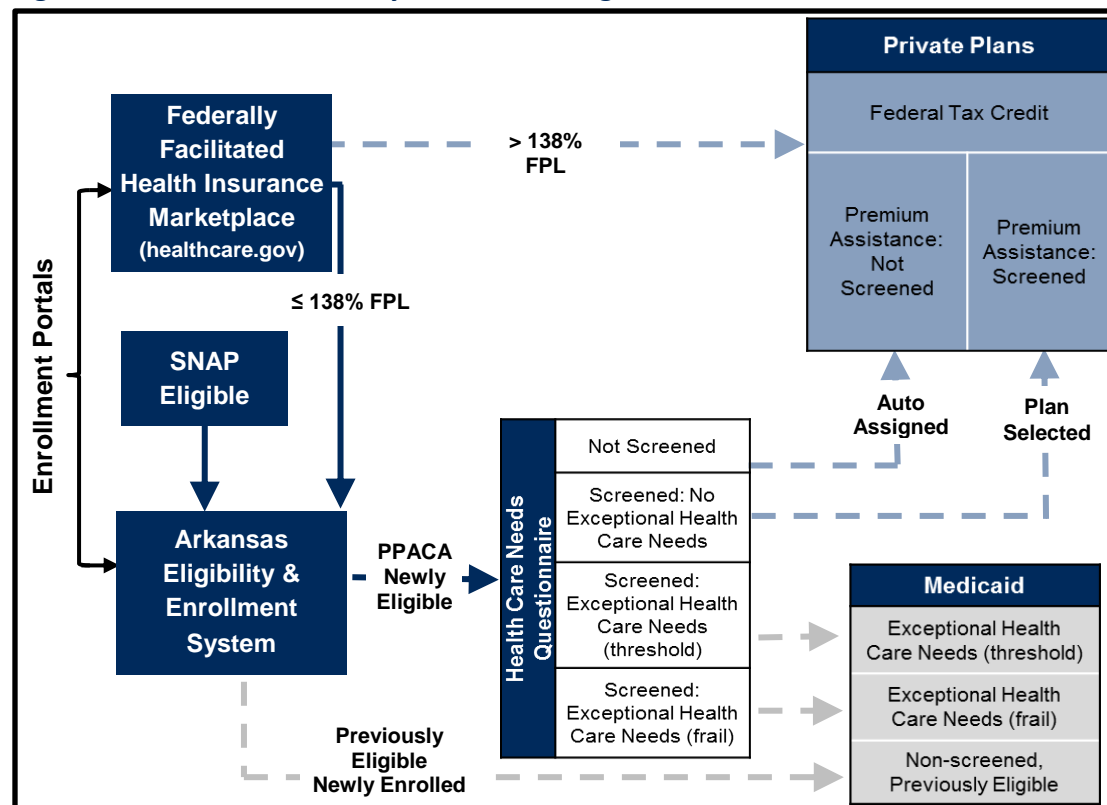 Enrollment Portals
Federally
Facilitated
Health Insurance
Marketplace
(healthcare.gov)
> 138%
FPL
≤ 138% FPL
SNAP
Eligible
Arkansas
Eligibility &
Enrollment
System
PPACA
Newly
Eligible
Previously
Eligible
Newly Enrolled
Health Care Needs
Questionnaire
Not Screened
Screened: No
Exceptional Health
Care Needs
Screened:
Exceptional Health
Care Needs
(threshold)
Screened:
Exceptional Health
Care Needs (frail)
Private Plans
Federal Tax Credit
Premium
Assistance:
Not
Screened
Premium
Assistance:
Screened
Auto
Assigned
Plan
Selected
Medicaid
Exceptional Health
Care Needs (threshold)
Exceptional Health
Care Needs (frail)
Non-screened,
Previously Eligible